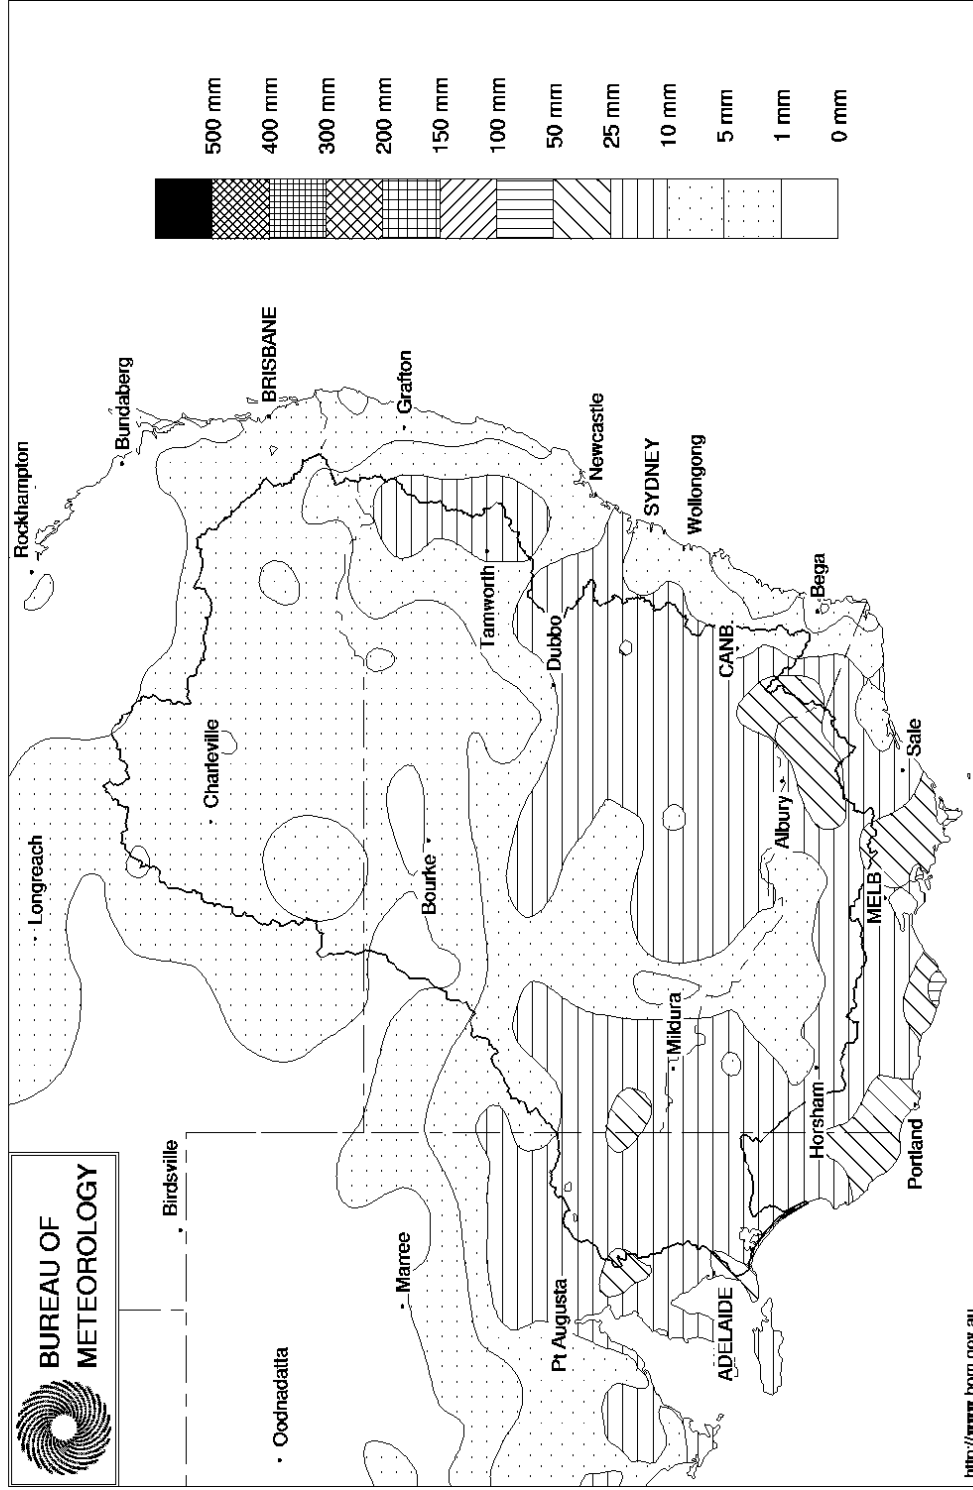 BUREAU OF
METEOROLOGY
Rockhampton
Longreach
Bundaberg
Birdsville
Charleville
BRISBANE
Oodnadatta
Marree
Bourke
Grafton
Tamworth
Pt Augusta
Dubbo
Newcastle
SYDNEY
Mildura
Wollongong
ADELAIDE
CANB.
Albury
Horsham
Bega
MELB
Portland
Sale
500 mm
400 mm
300 mm
200 mm
150 mm
100 mm
50 mm
25 mm
10 mm
5 mm
1 mm
0 mm
http://www.bom.gov.au